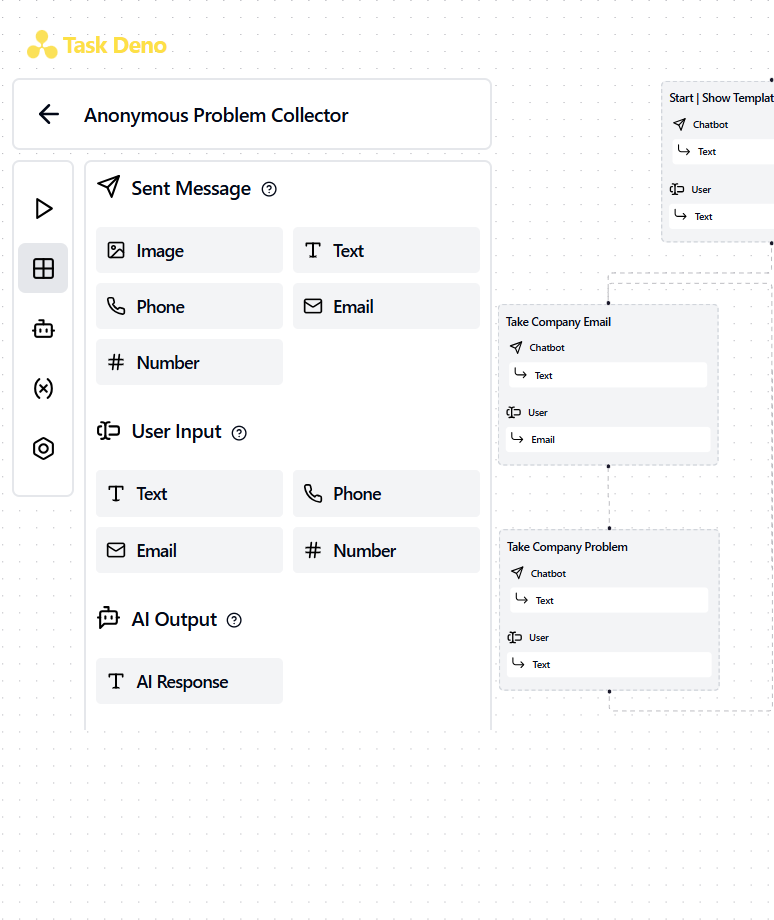 Task Deno
Anonymous Problem Collector
Sent Message
Image
Text
Phone
Email
Number
User Input
Text
Phone
Email
Number
AI Output
AI Response
Start | Show Templat
Chatbot
Text
User
Text
Take Company Email
Chatbot
Text
User
Email
Take Company Problem
Chatbot
Text
User
Text